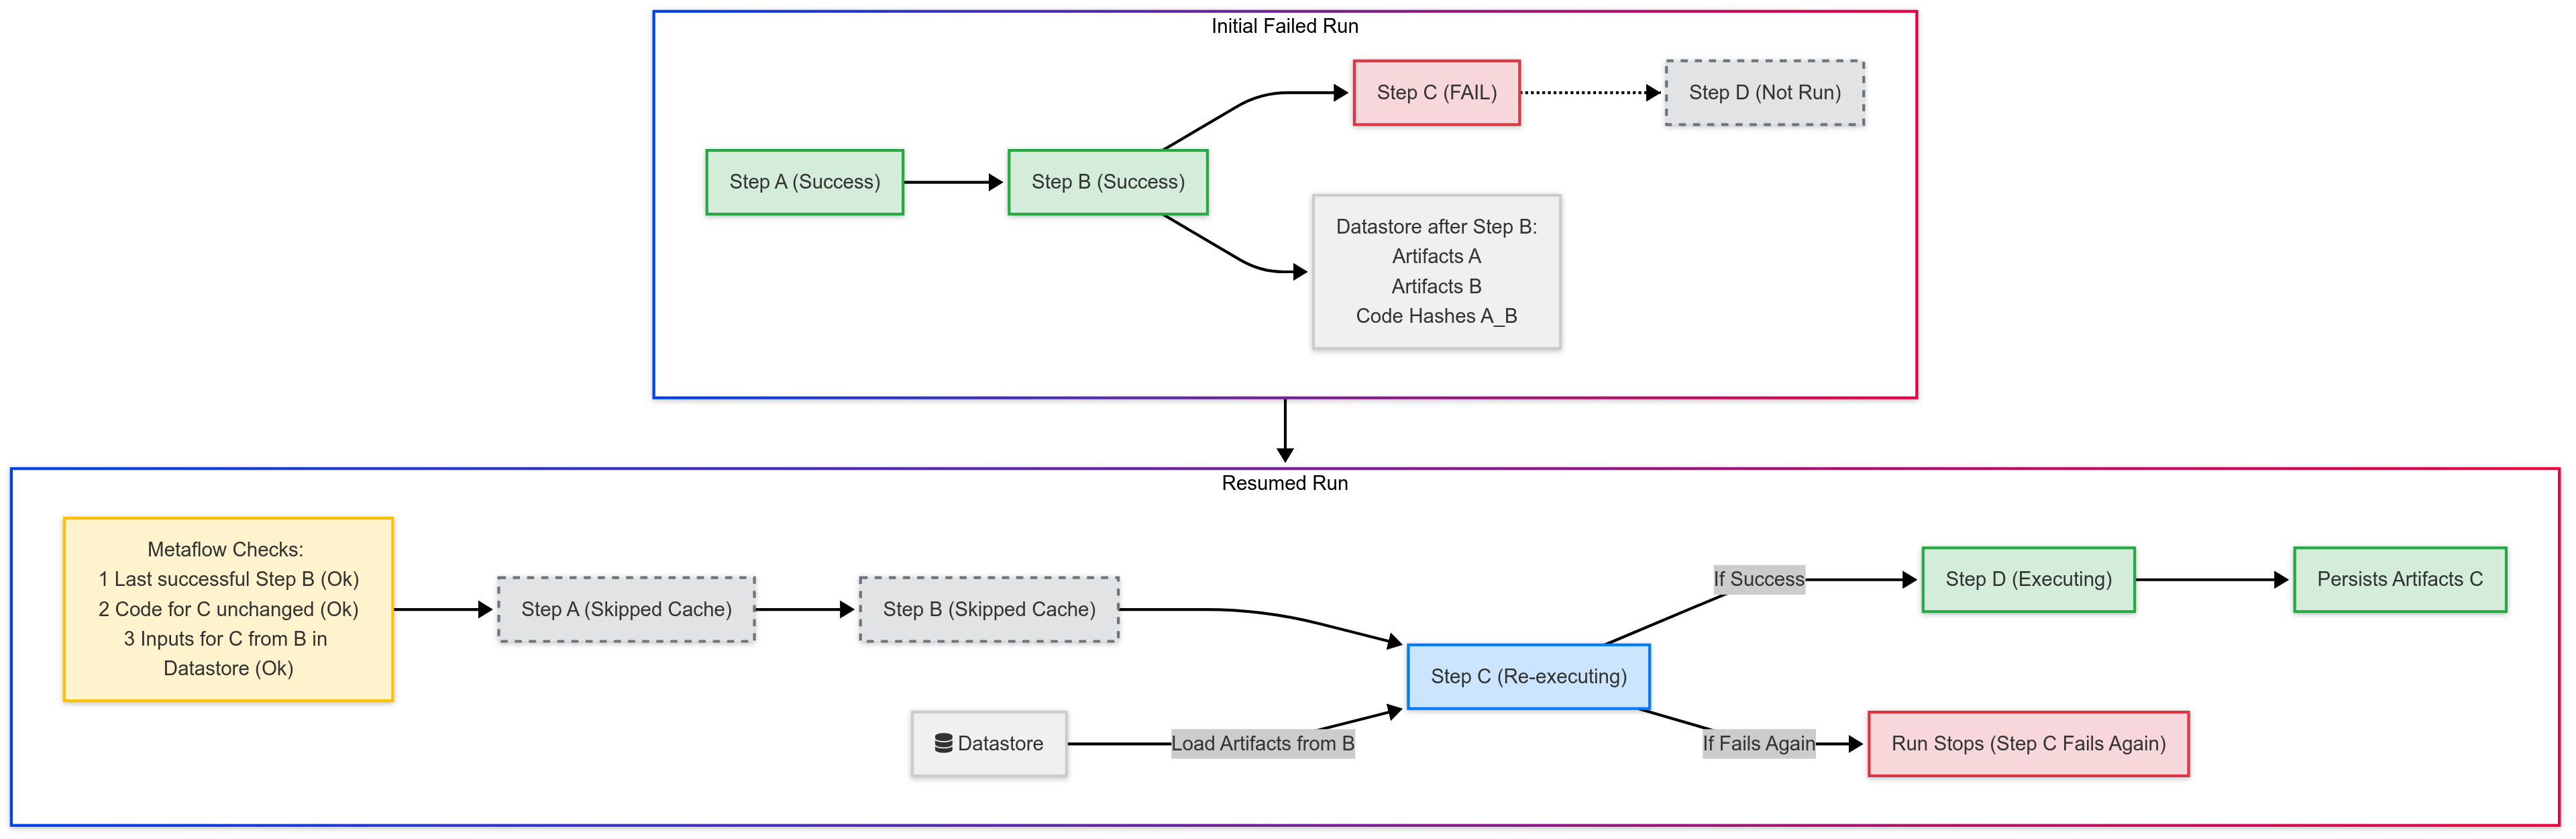 Initial Failed Run
Step A (Success)
Step B (Success)
Step C (FAIL)
Step D (Not Run)
Datastore after Step B:
Artifacts A
Artifacts B
Code Hashes A_B
Resumed Run
Metaflow Checks:
1 Last successful Step B (Ok)
2 Code for C unchanged (Ok)
3 Inputs for C from B in
Datastore (Ok)
Step A (Skipped Cache)
Step B (Skipped Cache)
Datastore
Load Artifacts from B
Step C (Re-executing)
If Success
Step D (Executing)
Persists Artifacts C
If Fails Again
Run Stops (Step C Fails Again)